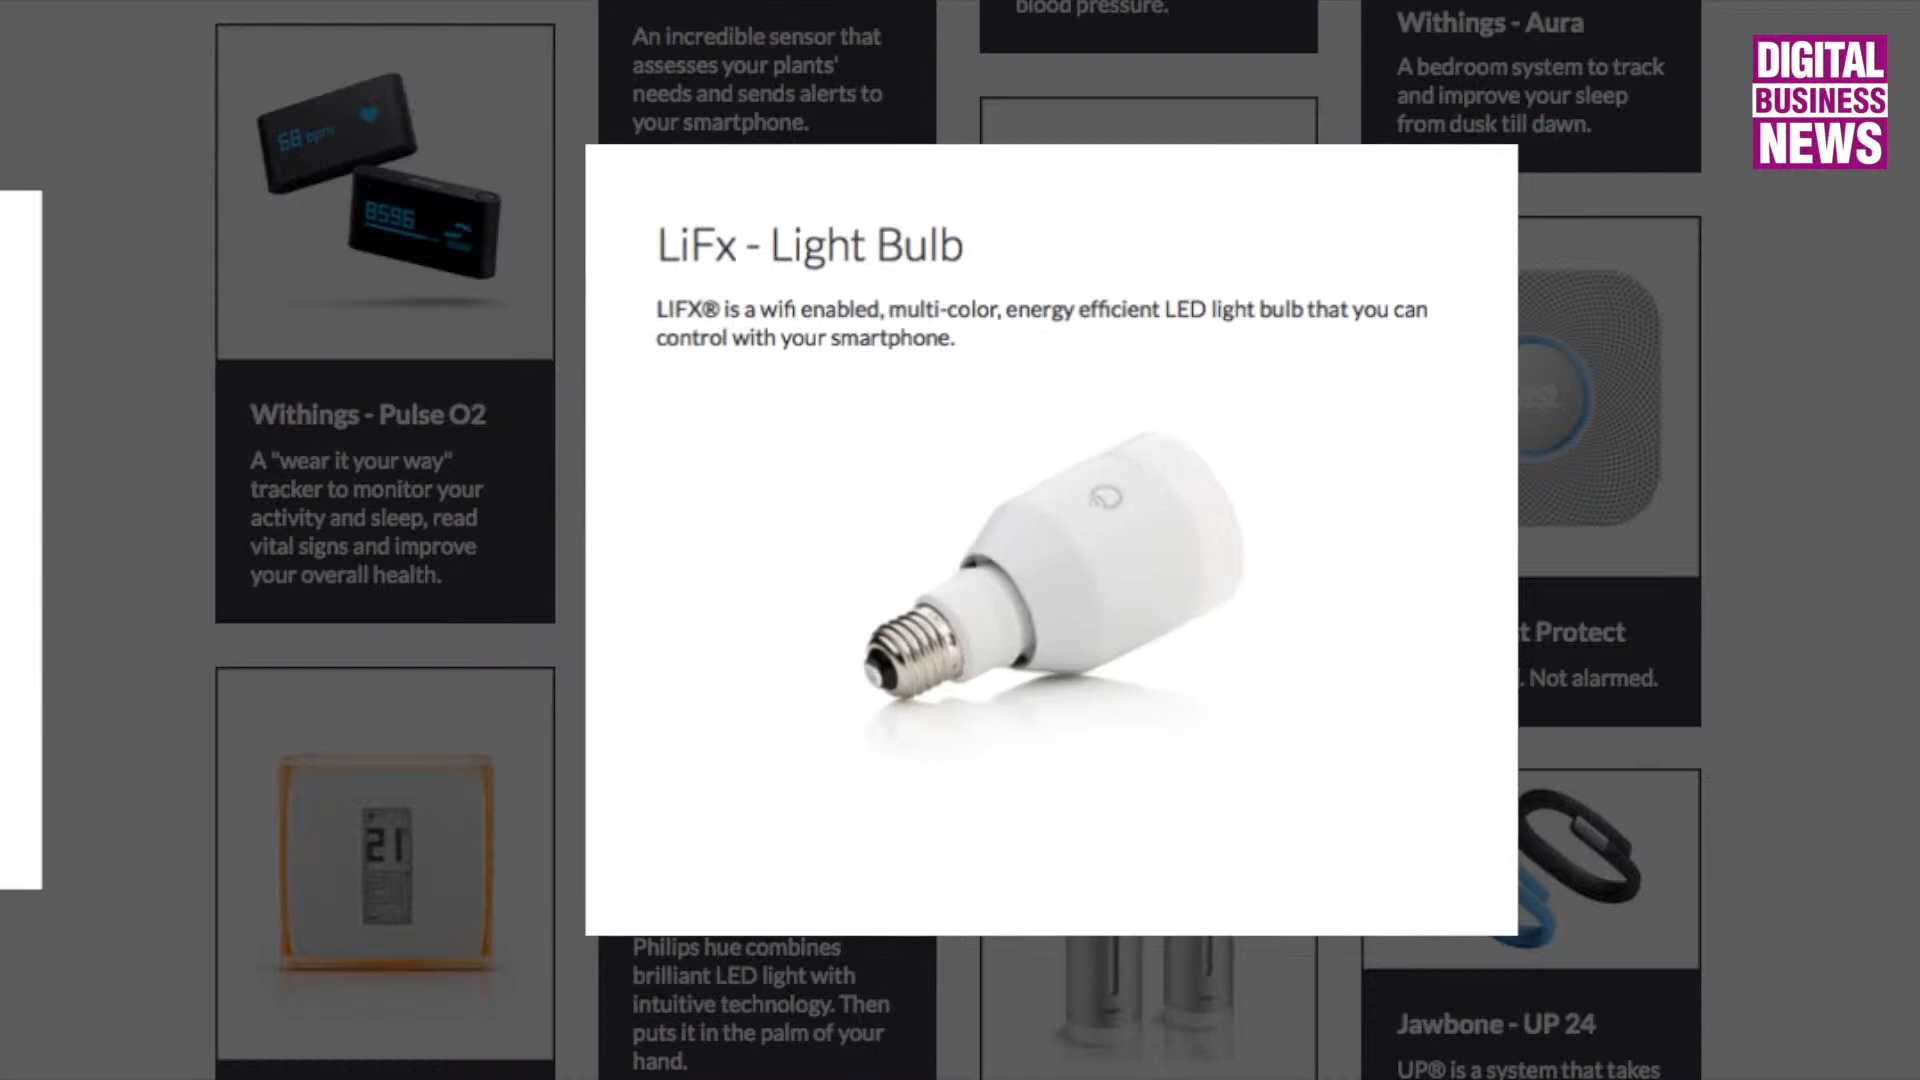 blood pressure.
An incredible sensor that
assesses your plants'
needs and sends alerts to
your smartphone.
Withings - Aura
A bedroom system to track
and improve your sleep
from dusk till dawn.
DIGITAL
BUSINESS
NEWS
68 bpm
8596
LiFx - Light Bulb
LIFX® is a wifi enabled, multi-color, energy efficient LED light bulb that you can
control with your smartphone.
Withings - Pulse O2
A "wear it your way"
tracker to monitor your
activity and sleep, read
vital signs and improve
your overall health.
t Protect
. Not alarmed.
21
Philips hue combines
brilliant LED light with
intuitive technology. Then
puts it in the palm of your
hand.
Jawbone - UP 24
UP® is a system that takes